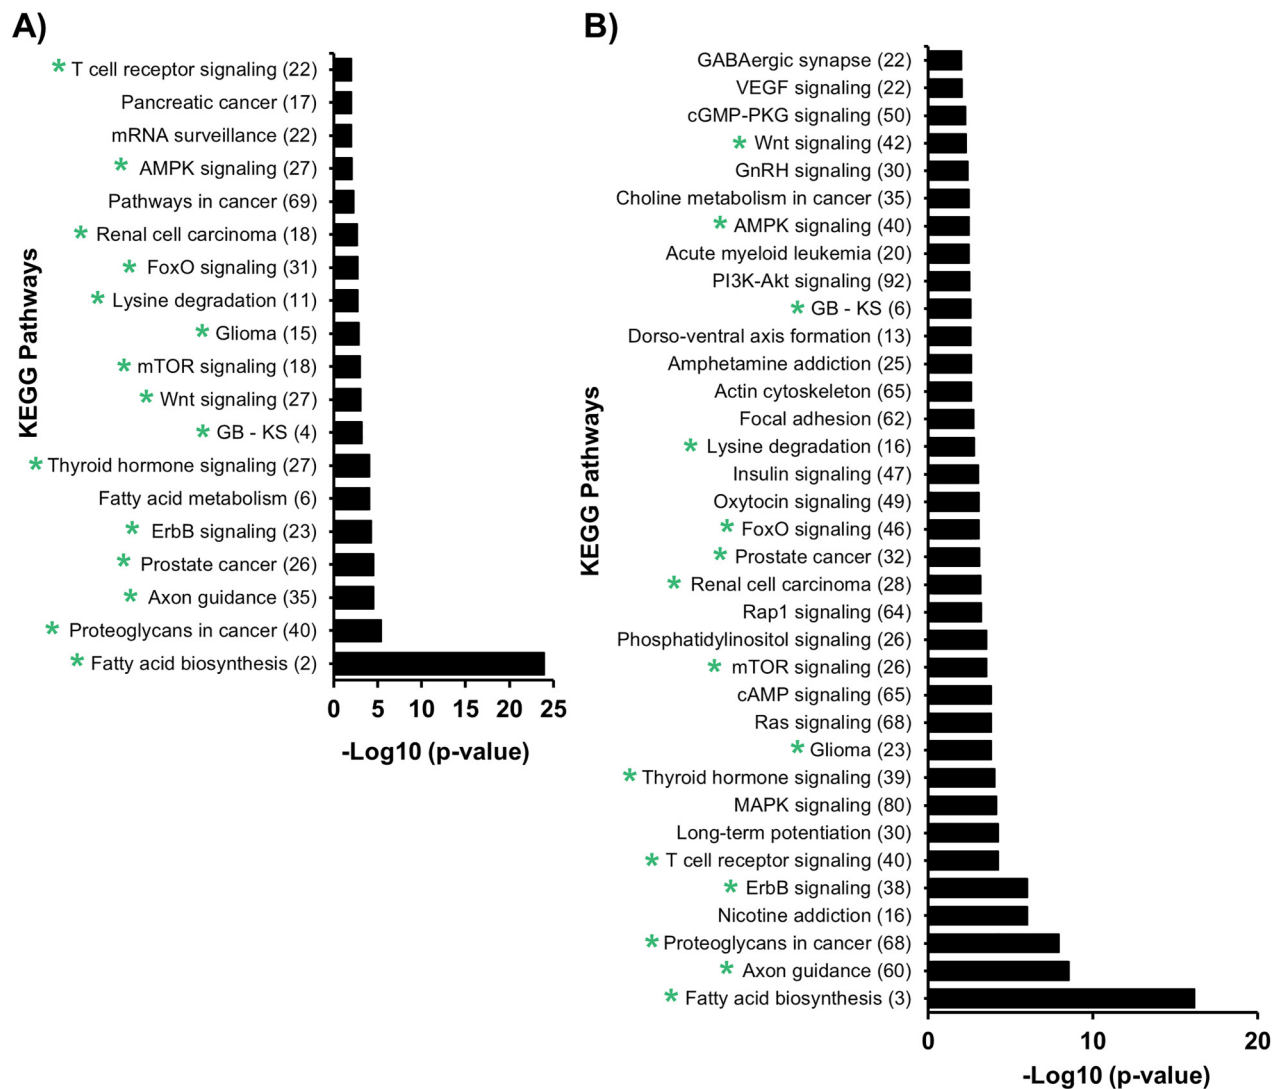 A)
* T cell receptor signaling (22)
Pancreatic cancer (17)
mRNA surveillance (22)
* AMPK signaling (27)
Pathways in cancer (69)
* Renal cell carcinoma (18)
* FoxO signaling (31)
* Lysine degradation (11)
* Glioma (15)
* mTOR signaling (18)
* Wnt signaling (27)
* GB - KS (4)
* Thyroid hormone signaling (27)
Fatty acid metabolism (6)
* ErbB signaling (23)
* Prostate cancer (26)
* Axon guidance (35)
* Proteoglycans in cancer (40)
* Fatty acid biosynthesis (2)
KEGG Pathways
0 5 10 15 20 25
-Log10 (p-value)
B)
GABAergic synapse (22)
VEGF signaling (22)
cGMP-PKG signaling (50)
* Wnt signaling (42)
GnRH signaling (30)
Choline metabolism in cancer (35)
* AMPK signaling (40)
Acute myeloid leukemia (20)
PI3K-Akt signaling (92)
* GB - KS (6)
Dorso-ventral axis formation (13)
Amphetamine addiction (25)
Actin cytoskeleton (65)
Focal adhesion (62)
* Lysine degradation (16)
Insulin signaling (47)
Oxytocin signaling (49)
* FoxO signaling (46)
* Prostate cancer (32)
* Renal cell carcinoma (28)
Rap1 signaling (64)
Phosphatidylinositol signaling (26)
* mTOR signaling (26)
cAMP signaling (65)
Ras signaling (68)
* Glioma (23)
* Thyroid hormone signaling (39)
MAPK signaling (80)
Long-term potentiation (30)
* T cell receptor signaling (40)
* ErbB signaling (38)
Nicotine addiction (16)
* Proteoglycans in cancer (68)
* Axon guidance (60)
* Fatty acid biosynthesis (3)
KEGG Pathways
0 10 20
-Log10 (p-value)